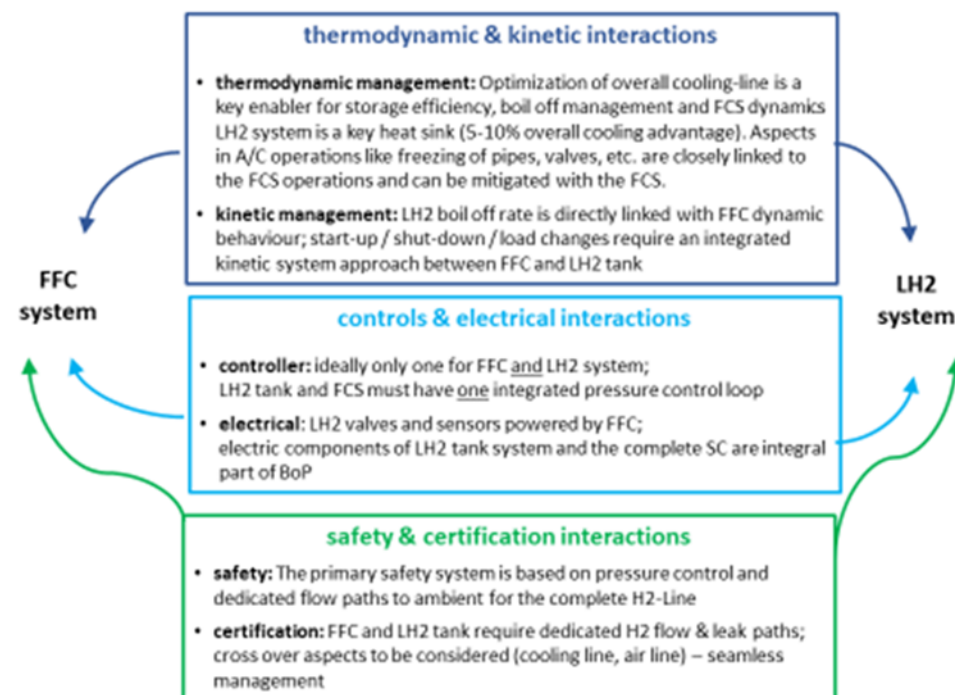 thermodynamic & kinetic interactions
• thermodynamic management: Optimization of overall cooling-line is a
key enabler for storage efficiency, boil off management and FCS dynamics
LH2 system is a key heat sink (5-10% overall cooling advantage). Aspects
in A/C operations like freezing of pipes, valves, etc. are closely linked to
the FCS operations and can be mitigated with the FCS.
• kinetic management: LH2 boil off rate is directly linked with FFC dynamic
behaviour; start-up / shut-down / load changes require an integrated
kinetic system approach between FFC and LH2 tank
FFC
system
LH2
system
controls & electrical interactions
• controller: ideally only one for FFC and LH2 system;
LH2 tank and FCS must have one integrated pressure control loop
• electrical: LH2 valves and sensors powered by FFC;
electric components of LH2 tank system and the complete SC are integral
part of BoP
safety & certification interactions
• safety: The primary safety system is based on pressure control and
dedicated flow paths to ambient for the complete H2-Line
• certification: FFC and LH2 tank require dedicated H2 flow & leak paths;
cross over aspects to be considered (cooling line, air line) – seamless
management